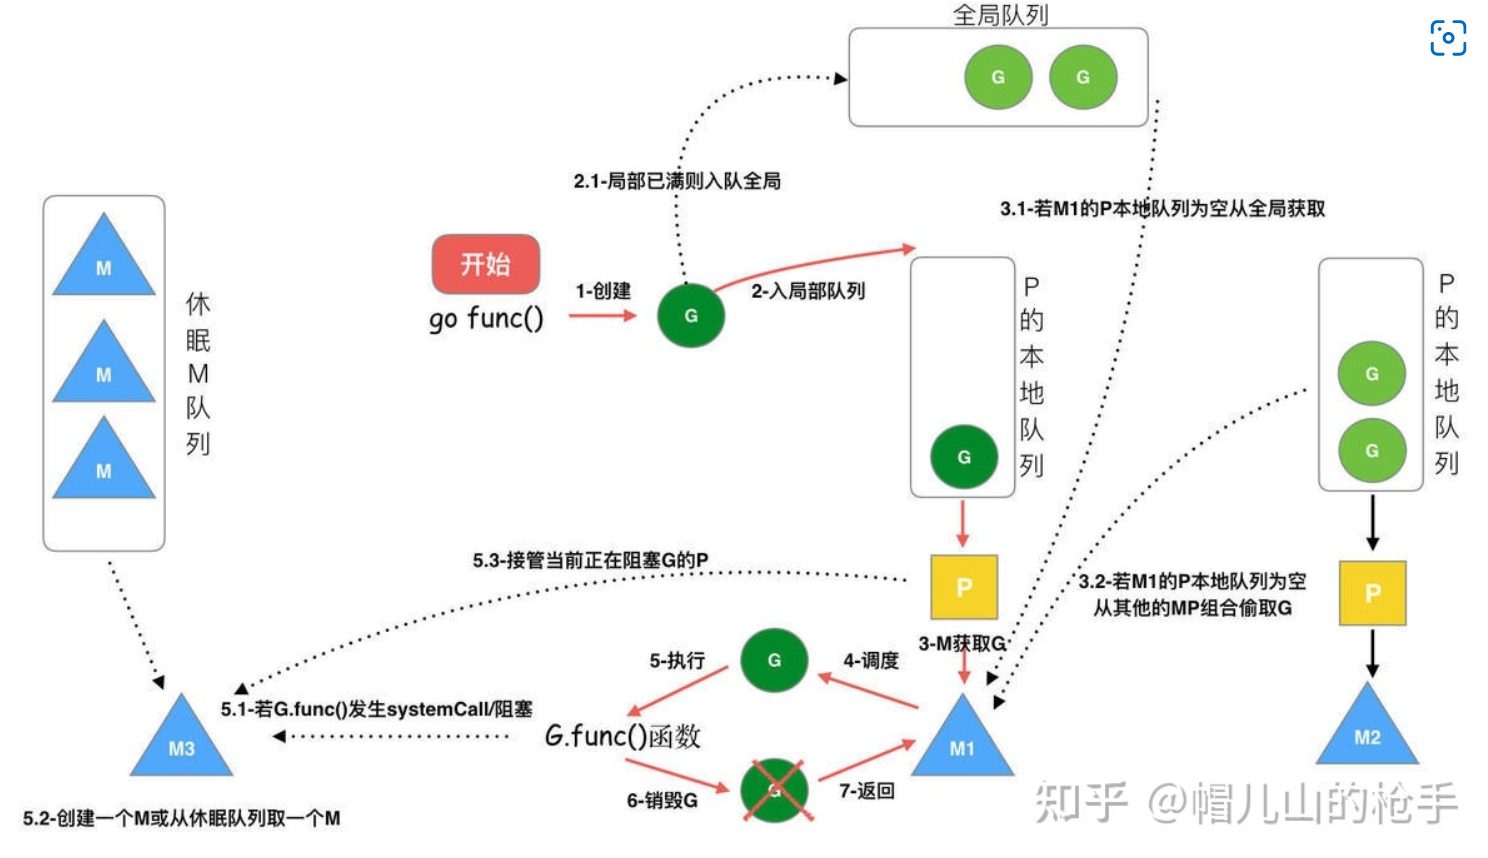 全局队列
G
G
2.1-局部已满则入队全局
3.1-若M1的P本地队列为空从全局获取
开始
go func()
1-创建
G
2-入局部队列
M
M
M
休眠M队列
G
P的本地队列
G
G
P的本地队列
5.3-接管当前正在阻塞G的P
P
3-M获取G
3.2-若M1的P本地队列为空
从其他的MP组合偷取G
P
5-执行
G
4-调度
5.1-若G.func()发生systemCall/阻塞
G.func()函数
M3
M1
M2
6-销毁G
G
7-返回
5.2-创建一个M或从休眠队列取一个M
知乎 @帽儿山的枪手